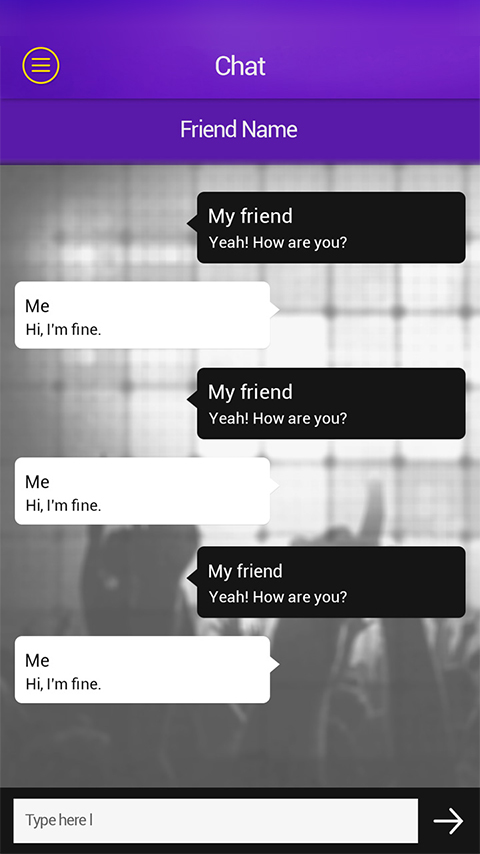 Chat
Friend Name
My friend
Yeah! How are you?
Me
Hi, I'm fine.
My friend
Yeah! How are you?
Me
Hi, I'm fine.
My friend
Yeah! How are you?
Me
Hi, I'm fine.
Type here l